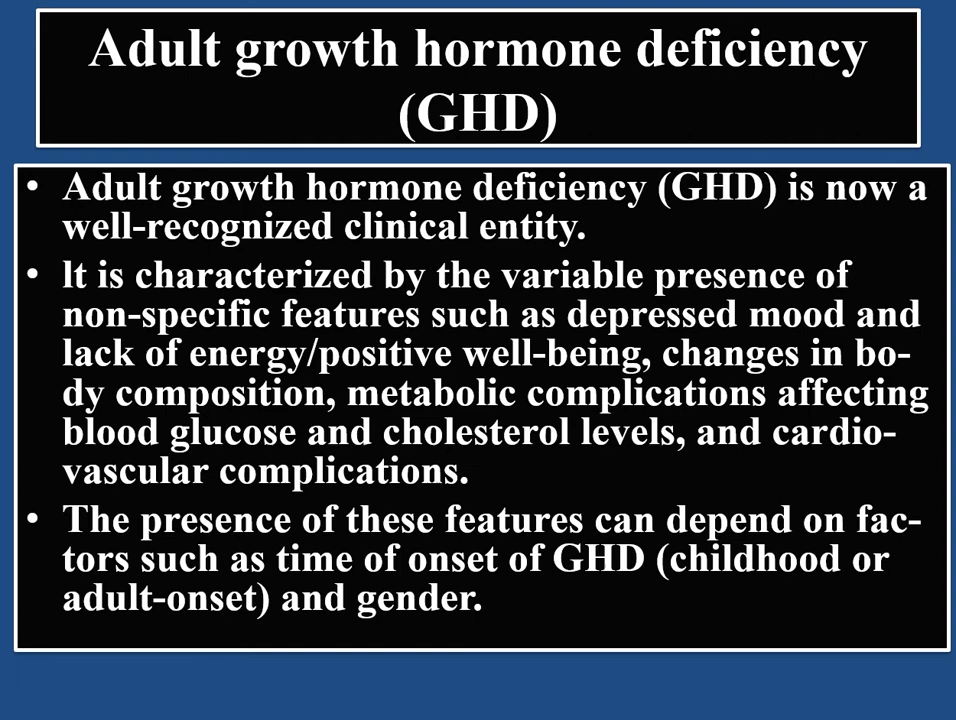 Adult growth hormone deficiency
(GHD)
• Adult growth hormone deficiency (GHD) is now a
well-recognized clinical entity.
• lt is characterized by the variable presence of
non-specific features such as depressed mood and
lack of energy/positive well-being, changes in bo-
dy composition, metabolic complications affecting
blood glucose and cholesterol levels, and cardio-
vascular complications.
• The presence of these features can depend on fac-
tors such as time of onset of GHD (childhood or
adult-onset) and gender.